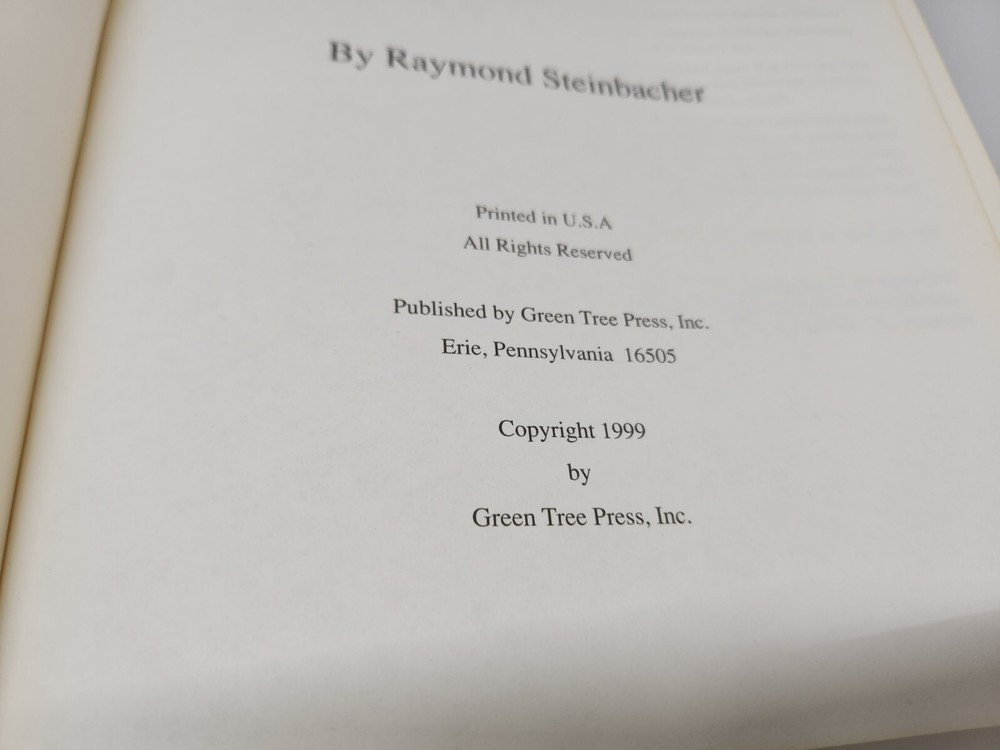 By Raymond Steinbacher
Printed in U.S.A
All Rights Reserved
Published by Green Tree Press, Inc.
Erie, Pennsylvania 16505
Copyright 1999
by
Green Tree Press, Inc.